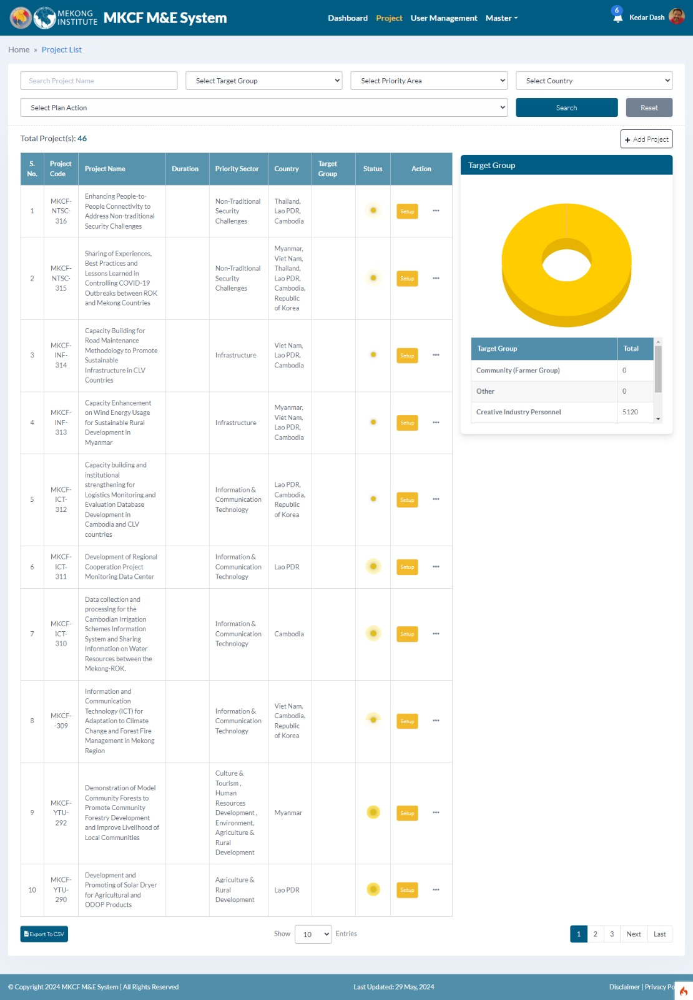 MEKONG
INSTITUTE
MKCF M&E System
Dashboard Project User Management Master
6
Kedar Dash
Home » Project List
Search Project Name
Select Target Group
Select Priority Area
Select Country
Select Plan Action
Search
Reset
Total Project(s): 46
+ Add Project
S.
No.
Project
Code
Project Name
Duration
Priority Sector
Country
Target
Group
Status
Action
1
MKCF-
NTSC-
316
Enhancing People-to-
People Connectivity to
Address Non-traditional
Security Challenges
Non-Traditional
Security
Challenges
Thailand,
Lao PDR,
Cambodia
Setup
2
MKCF-
NTSC-
315
Sharing of Experiences,
Best Practices and
Lessons Learned in
Controlling COVID-19
Outbreaks between ROK
and Mekong Countries
Non-Traditional
Security
Challenges
Myanmar,
Viet Nam,
Thailand,
Lao PDR,
Cambodia,
Republic
of Korea
Setup
3
MKCF-
INF-
314
Capacity Building for
Road Maintenance
Methodology to Promote
Sustainable
Infrastructure in CLV
Countries
Infrastructure
Viet Nam,
Lao PDR,
Cambodia
Setup
4
MKCF-
INF-
313
Capacity Enhancement
on Wind Energy Usage
for Sustainable Rural
Development in
Myanmar
Infrastructure
Myanmar,
Viet Nam,
Lao PDR,
Cambodia
Setup
5
MKCF-
ICT-
312
Capacity building and
institutional
strengthening for
Logistics Monitoring and
Evaluation Database
Development in
Cambodia and CLV
countries
Information &
Communication
Technology
Lao PDR,
Cambodia,
Republic
of Korea
Setup
6
MKCF-
ICT-
311
Development of Regional
Cooperation Project
Monitoring Data Center
Information &
Communication
Technology
Lao PDR
Setup
7
MKCF-
ICT-
310
Data collection and
processing for the
Cambodian Irrigation
Schemes Information
System and Sharing
Information on Water
Resources between the
Mekong-ROK.
Information &
Communication
Technology
Cambodia
Setup
8
MKCF-
-309
Information and
Communication
Technology (ICT) for
Adaptation to Climate
Change and Forest Fire
Management in Mekong
Region
Information &
Communication
Technology
Viet Nam,
Cambodia,
Republic
of Korea
Setup
9
MKCF-
YTU-
292
Demonstration of Model
Community Forests to
Promote Community
Forestry Development
and Improve Livelihood of
Local Communities
Culture &
Tourism ,
Human
Resources
Development ,
Environment,
Agriculture &
Rural
Development
Myanmar
Setup
10
MKCF-
YTU-
290
Development and
Promoting of Solar Dryer
for Agricultural and
ODOP Products
Agriculture &
Rural
Development
Lao PDR
Setup
Target Group
Target Group Total
Community (Farmer Group) 0
Other 0
Creative Industry Personnel 5120
Export To CSV
Show 10 Entries
1 2 3 Next Last
© Copyright 2024 MKCF M&E System | All Rights Reserved
Last Updated: 29 May, 2024
Disclaimer | Privacy Po